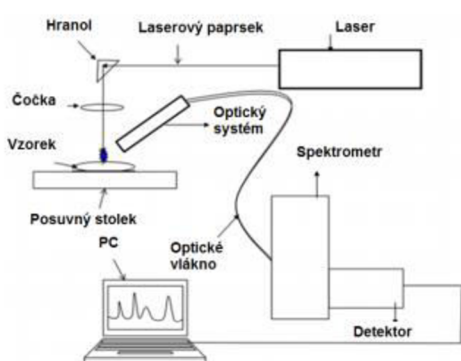 Hranol
Laserový paprsek
Laser
Čočka
Optický
systém
Vzorek
Spektrometr
Posuvný stolek
PC
Optické
vlákno
Detektor